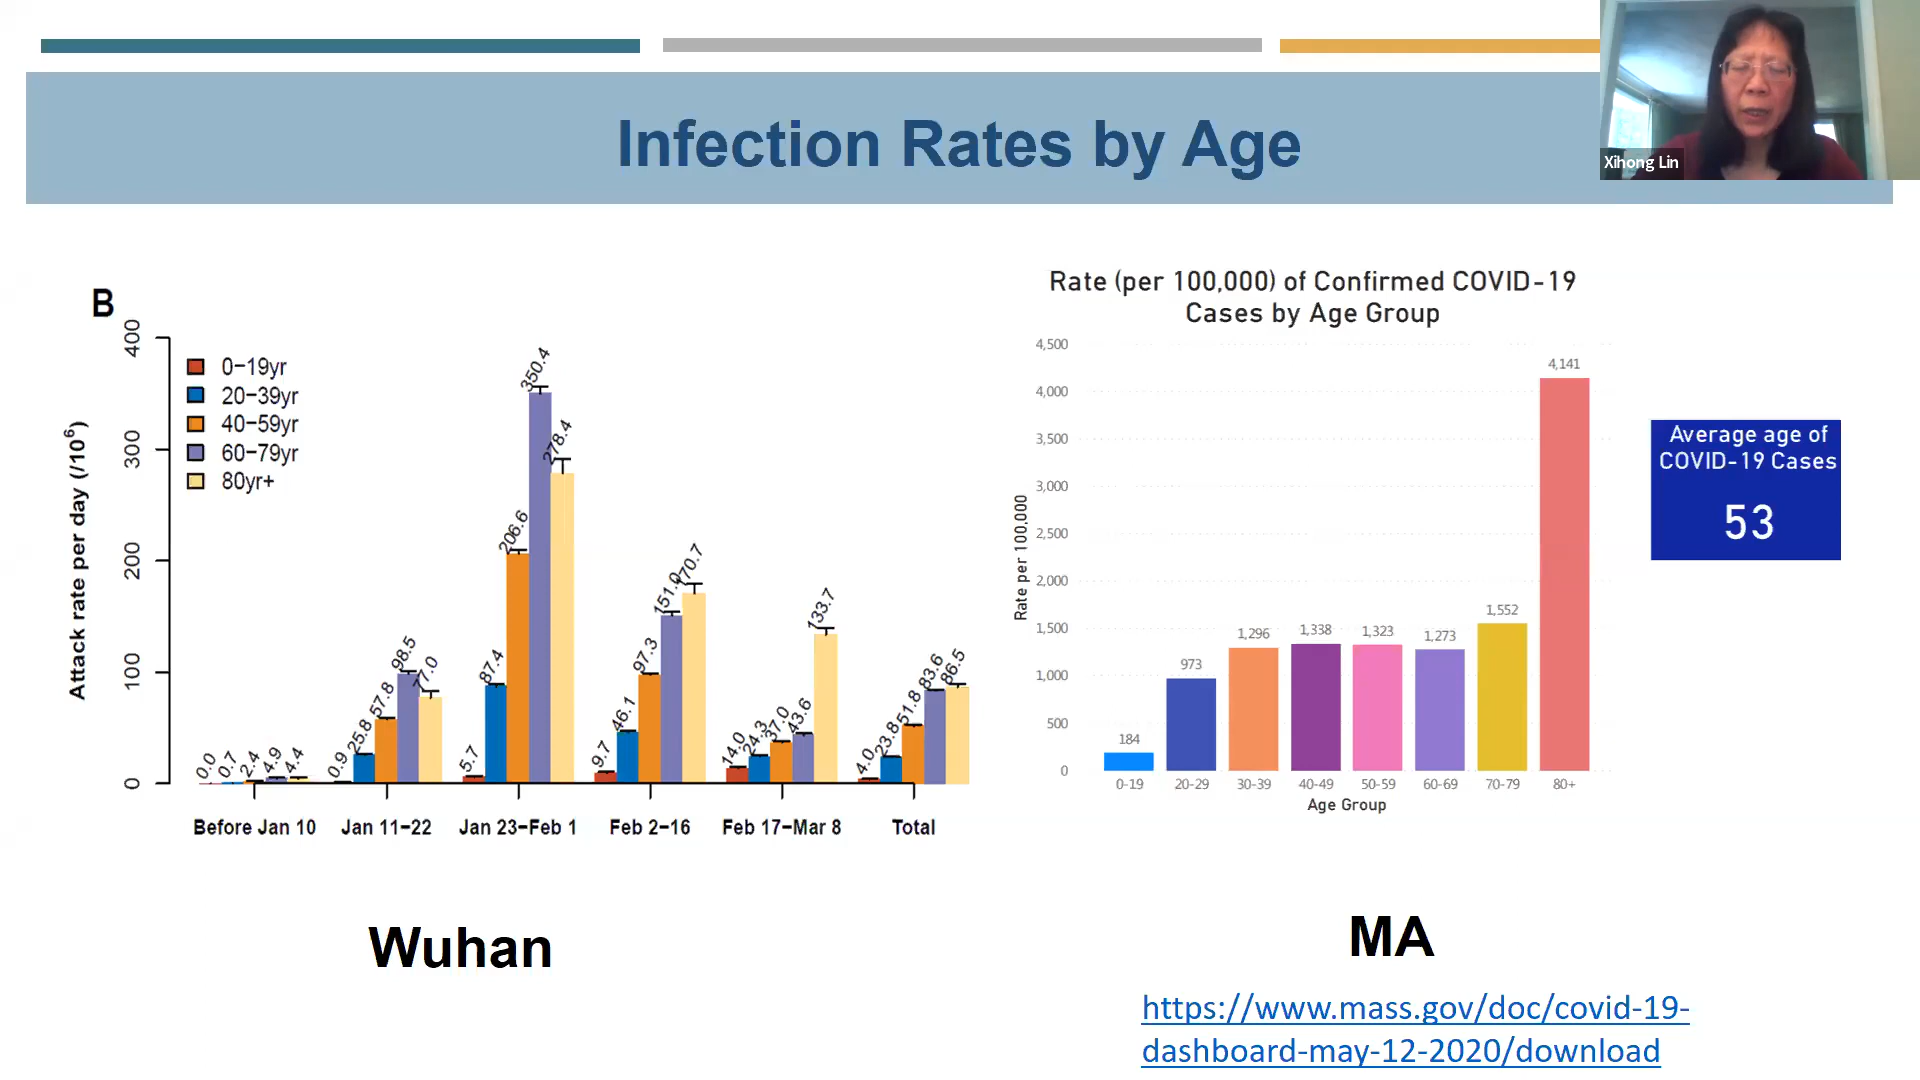 Infection Rates by Age
Xihong Lin
B
Attack rate per day (/10⁶)
400
300
200
100
0
0−19yr
20−39yr
40−59yr
60−79yr
80yr+
0.0
0.7
2.4
4.9
4.4
0.9
25.8
57.8
98.5
77.0
5.7
87.4
206.6
350.4
278.4
9.7
46.1
97.3
151.0
170.7
14.0
24.3
37.0
43.6
133.7
4.0
23.8
51.8
83.6
86.5
Before Jan 10
Jan 11−22
Jan 23−Feb 1
Feb 2−16
Feb 17−Mar 8
Total
Wuhan
Rate (per 100,000) of Confirmed COVID-19
Cases by Age Group
Rate per 100,000
4,500
4,000
3,500
3,000
2,500
2,000
1,500
1,000
500
0
184
973
1,296
1,338
1,323
1,273
1,552
4,141
0-19
20-29
30-39
40-49
50-59
60-69
70-79
80+
Age Group
Average age of
COVID-19 Cases
53
MA
https://www.mass.gov/doc/covid-19-
dashboard-may-12-2020/download